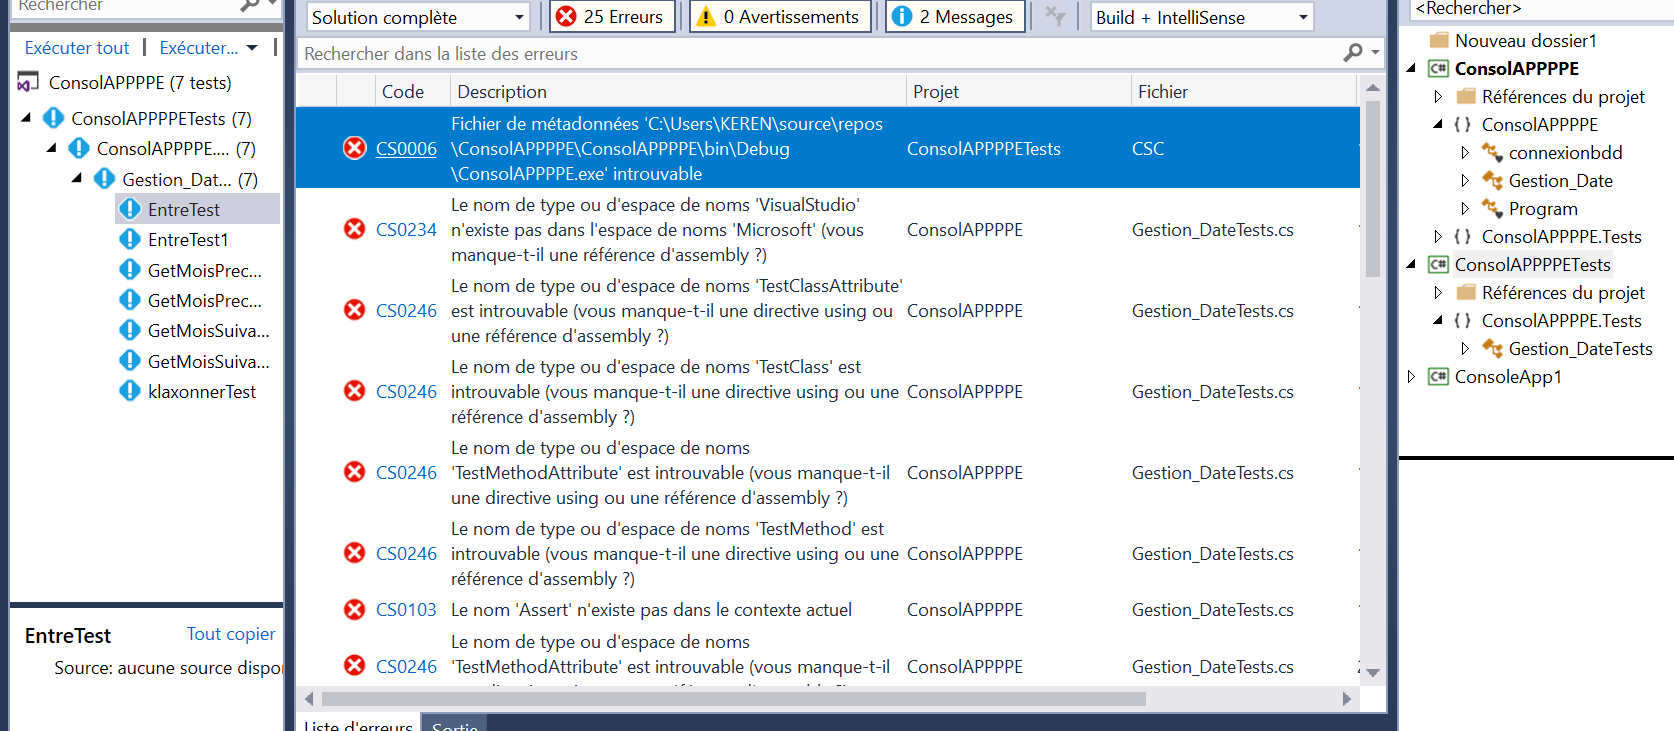 Rechercher
Exécuter tout
Exécuter...
ConsolAPPPPE (7 tests)
ConsolAPPPPETests (7)
ConsolAPPPPE.... (7)
Gestion_Dat... (7)
EntreTest
EntreTest1
GetMoisPrec...
GetMoisPrec...
GetMoisSuiva...
GetMoisSuiva...
klaxonnerTest
EntreTest
Tout copier
Source: aucune source dispor
Solution complète
25 Erreurs
0 Avertissements
2 Messages
Build + IntelliSense
Rechercher dans la liste des erreurs
Code
Description
Projet
Fichier
CS0006
Fichier de métadonnées 'C:\Users\KEREN\source\repos
\ConsolAPPPPE\ConsolAPPPPE\bin\Debug
\ConsolAPPPPE.exe' introuvable
ConsolAPPPPETests
CSC
CS0234
Le nom de type ou d'espace de noms 'VisualStudio'
n'existe pas dans l'espace de noms 'Microsoft' (vous
manque-t-il une référence d'assembly ?)
ConsolAPPPPE
Gestion_DateTests.cs
CS0246
Le nom de type ou d'espace de noms 'TestClassAttribute'
est introuvable (vous manque-t-il une directive using ou
une référence d'assembly ?)
ConsolAPPPPE
Gestion_DateTests.cs
CS0246
Le nom de type ou d'espace de noms 'TestClass' est
introuvable (vous manque-t-il une directive using ou une
référence d'assembly ?)
ConsolAPPPPE
Gestion_DateTests.cs
CS0246
Le nom de type ou d'espace de noms
'TestMethodAttribute' est introuvable (vous manque-t-il
une directive using ou une référence d'assembly ?)
ConsolAPPPPE
Gestion_DateTests.cs
CS0246
Le nom de type ou d'espace de noms 'TestMethod' est
introuvable (vous manque-t-il une directive using ou une
référence d'assembly ?)
ConsolAPPPPE
Gestion_DateTests.cs
CS0103
Le nom 'Assert' n'existe pas dans le contexte actuel
ConsolAPPPPE
Gestion_DateTests.cs
CS0246
Le nom de type ou d'espace de noms
'TestMethodAttribute' est introuvable (vous manque-t-il
ConsolAPPPPE
Gestion_DateTests.cs
Liste d'erreurs
Sortie
<Rechercher>
Nouveau dossier1
C# ConsolAPPPPE
Références du projet
{ } ConsolAPPPPE
connexionbdd
Gestion_Date
Program
{ } ConsolAPPPPE.Tests
C# ConsolAPPPPETests
Références du projet
{ } ConsolAPPPPE.Tests
Gestion_DateTests
C# ConsoleApp1